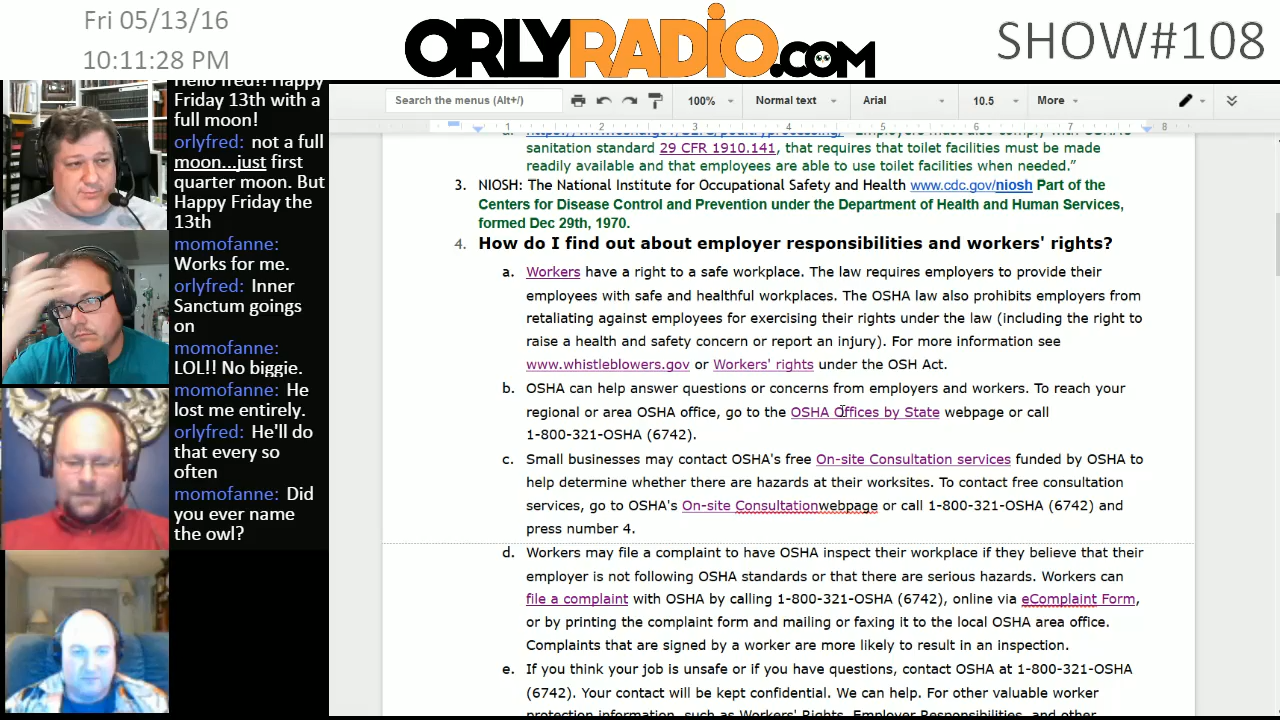 Fri 05/13/16
10:11:28 PM
ORLYRADIO.COM
SHOW#108
Hello fred!! Happy
Friday 13th with a
full moon!
orlyfred: not a full
moon...just first
quarter moon. But
Happy Friday the
13th
momofanne:
Works for me.
orlyfred: Inner
Sanctum goings
on
momofanne:
LOL!! No biggie.
momofanne: He
lost me entirely.
orlyfred: He'll do
that every so
often
momofanne: Did
you ever name
the owl?
Search the menus (Alt+/)
100%
Normal text
Arial
10.5
More
1 2 3 4 5 6 7 8
sanitation standard 29 CFR 1910.141, that requires that toilet facilities must be made
readily available and that employees are able to use toilet facilities when needed.”
3. NIOSH: The National Institute for Occupational Safety and Health www.cdc.gov/niosh Part of the
Centers for Disease Control and Prevention under the Department of Health and Human Services,
formed Dec 29th, 1970.
4. How do I find out about employer responsibilities and workers' rights?
a. Workers have a right to a safe workplace. The law requires employers to provide their
employees with safe and healthful workplaces. The OSHA law also prohibits employers from
retaliating against employees for exercising their rights under the law (including the right to
raise a health and safety concern or report an injury). For more information see
www.whistleblowers.gov or Workers' rights under the OSH Act.
b. OSHA can help answer questions or concerns from employers and workers. To reach your
regional or area OSHA office, go to the OSHA Offices by State webpage or call
1-800-321-OSHA (6742).
c. Small businesses may contact OSHA's free On-site Consultation services funded by OSHA to
help determine whether there are hazards at their worksites. To contact free consultation
services, go to OSHA's On-site Consultationwebpage or call 1-800-321-OSHA (6742) and
press number 4.
d. Workers may file a complaint to have OSHA inspect their workplace if they believe that their
employer is not following OSHA standards or that there are serious hazards. Workers can
file a complaint with OSHA by calling 1-800-321-OSHA (6742), online via eComplaint Form,
or by printing the complaint form and mailing or faxing it to the local OSHA area office.
Complaints that are signed by a worker are more likely to result in an inspection.
e. If you think your job is unsafe or if you have questions, contact OSHA at 1-800-321-OSHA
(6742). Your contact will be kept confidential. We can help. For other valuable worker
protection information, such as Workers' Rights, Employer Responsibilities, and other